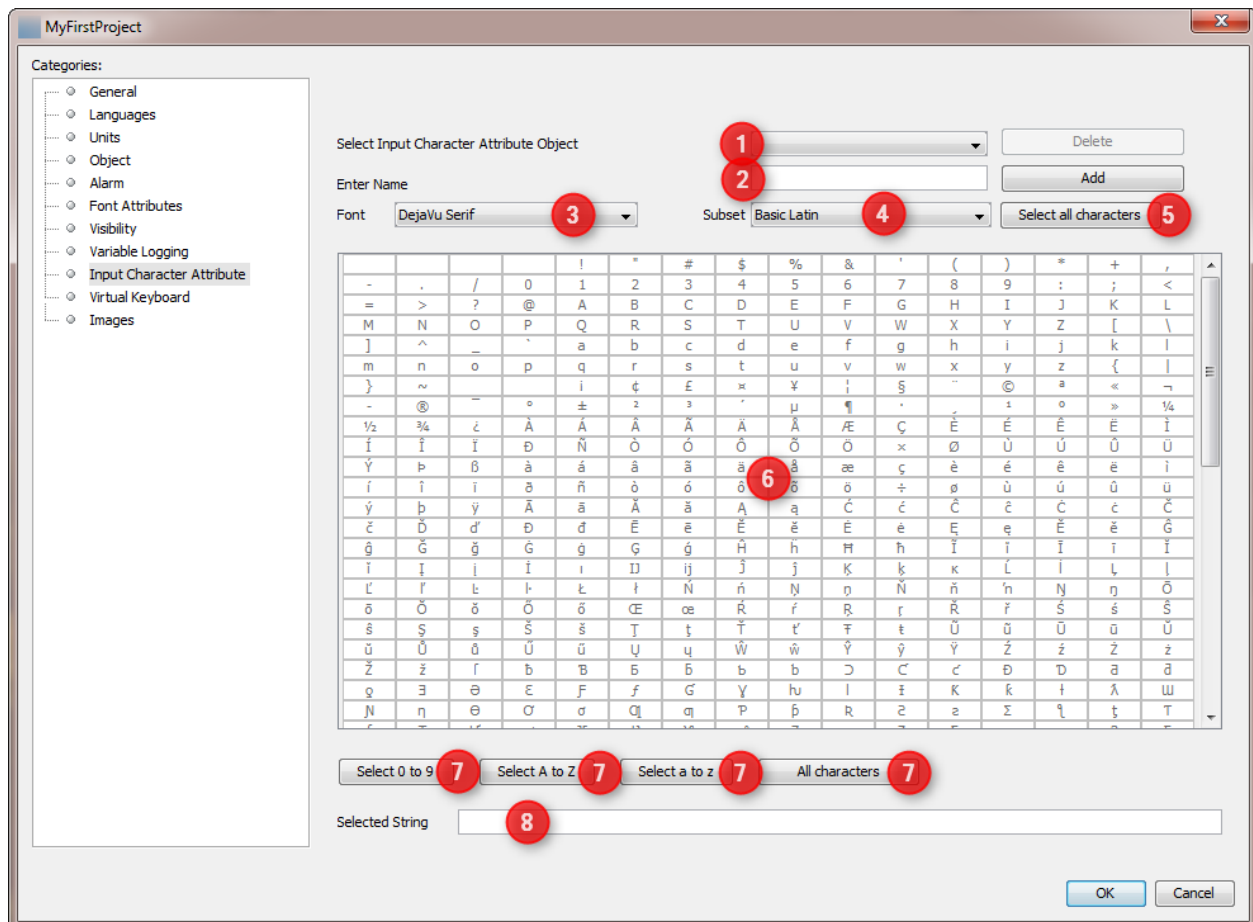 MyFirstProject
Categories:
General
Languages
Units
Object
Alarm
Font Attributes
Visibility
Variable Logging
Input Character Attribute
Virtual Keyboard
Images
Select Input Character Attribute Object 1 Delete
Enter Name 2 Add
Font DejaVu Serif 3 Subset Basic Latin 4 Select all characters 5
! " # $ % & ' ( ) * + ,
- . / 0 1 2 3 4 5 6 7 8 9 : ; <
= > ? @ A B C D E F G H I J K L
M N O P Q R S T U V W X Y Z [ \
] ^ _ ` a b c d e f g h i j k l
m n o p q r s t u v w x y z { |
} ~ ¡ ¢ £ ¤ ¥ ¦ § ¨ © ª « ¬
- ® ¯ ° ± ² ³ ´ µ ¶ · ¸ ¹ º » ¼
½ ¾ ¿ À Á Â Ã Ä Å Æ Ç È É Ê Ë Ì
Í Î Ï Ð Ñ Ò Ó Ô Õ Ö × Ø Ù Ú Û Ü
Ý Þ ß à á â ã ä å æ ç è é ê ë ì
6
í î ï ð ñ ò ó ô õ ö ÷ ø ù ú û ü
ý þ ÿ Ā ā Ă ă Ą ą Ć ć Ĉ ĉ Ċ ċ Č
č Ď ď Đ đ Ē ē Ĕ ĕ Ė ė Ę ę Ě ě Ĝ
ĝ Ğ ğ Ġ ġ Ģ ģ Ĥ ĥ Ħ ħ Ĩ ĩ Ī ī Ĭ
ĭ Į į İ ı Ĳ ĳ Ĵ ĵ Ķ ķ ĸ Ĺ ĺ Ļ ļ
Ľ ľ Ŀ ŀ Ł ł Ń ń Ņ ņ Ň ň ŉ Ŋ ŋ Ō
ō Ŏ ŏ Ő ő Œ œ Ŕ ŕ Ŗ ŗ Ř ř Ś ś Ŝ
ŝ Ş ş Š š Ţ ţ Ť ť Ŧ ŧ Ũ ũ Ū ū Ŭ
ŭ Ů ů Ű ű Ų ų Ŵ ŵ Ŷ ŷ Ÿ Ź ź Ż ż
Ž ž ſ ƀ Ɓ Ƃ ƃ Ƅ ƅ Ɔ Ƈ ƈ Ɖ Ɗ Ƌ ƌ
ƍ Ǝ Ə Ɛ Ƒ ƒ Ɠ Ɣ ƕ Ɩ Ɨ Ƙ ƙ ƚ ƛ Ɯ
Ɲ ƞ Ɵ Ơ ơ Ƣ ƣ Ƥ ƥ Ʀ Ƨ ƨ Ʃ ƪ ƫ Ƭ
Select 0 to 9 7 Select A to Z 7 Select a to z 7 All characters 7
Selected String 8
OK Cancel